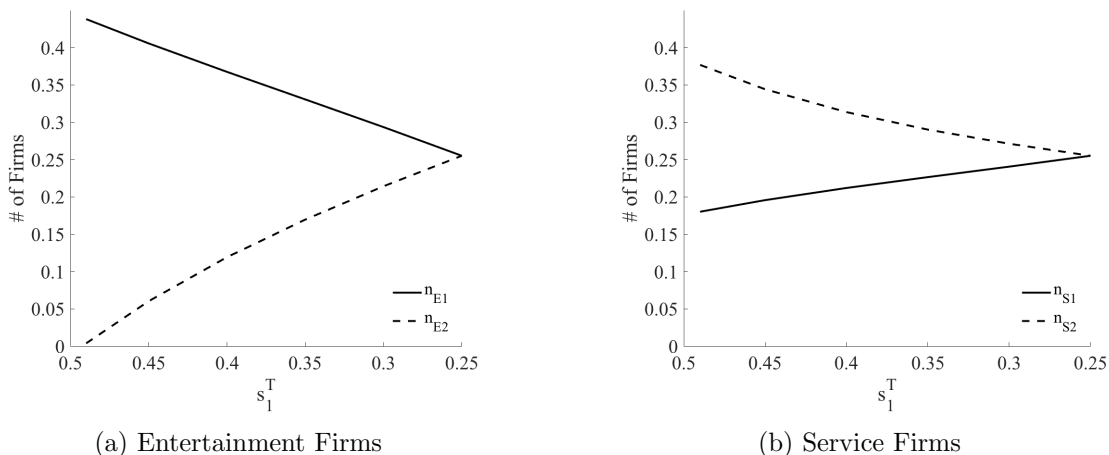 # of Firms
0.4
0.35
0.3
0.25
0.2
0.15
0.1
0.05
0
n_E1
n_E2
0.5 0.45 0.4 0.35 0.3 0.25
s_1^T
(a) Entertainment Firms
# of Firms
0.4
0.35
0.3
0.25
0.2
0.15
0.1
0.05
0
n_S1
n_S2
0.5 0.45 0.4 0.35 0.3 0.25
s_1^T
(b) Service Firms